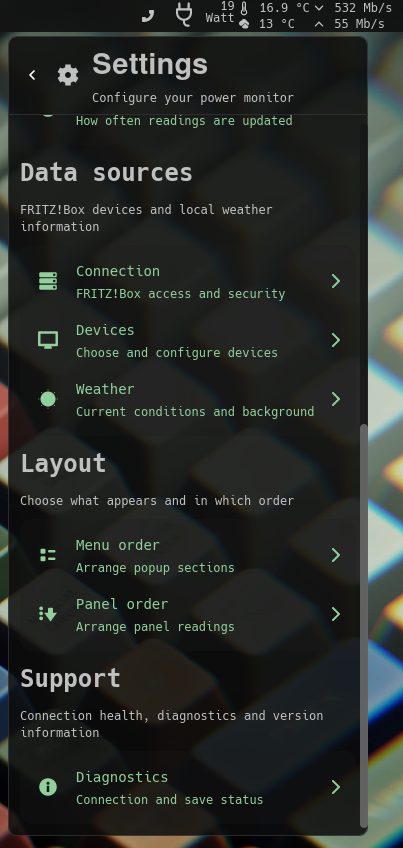 19 16.9 °C 532 Mb/s
Watt 13 °C 55 Mb/s
Settings
Configure your power monitor
How often readings are updated
Data sources
FRITZ!Box devices and local weather
information
Connection
FRITZ!Box access and security
Devices
Choose and configure devices
Weather
Current conditions and background
Layout
Choose what appears and in which order
Menu order
Arrange popup sections
Panel order
Arrange panel readings
Support
Connection health, diagnostics and version
information
Diagnostics
Connection and save status